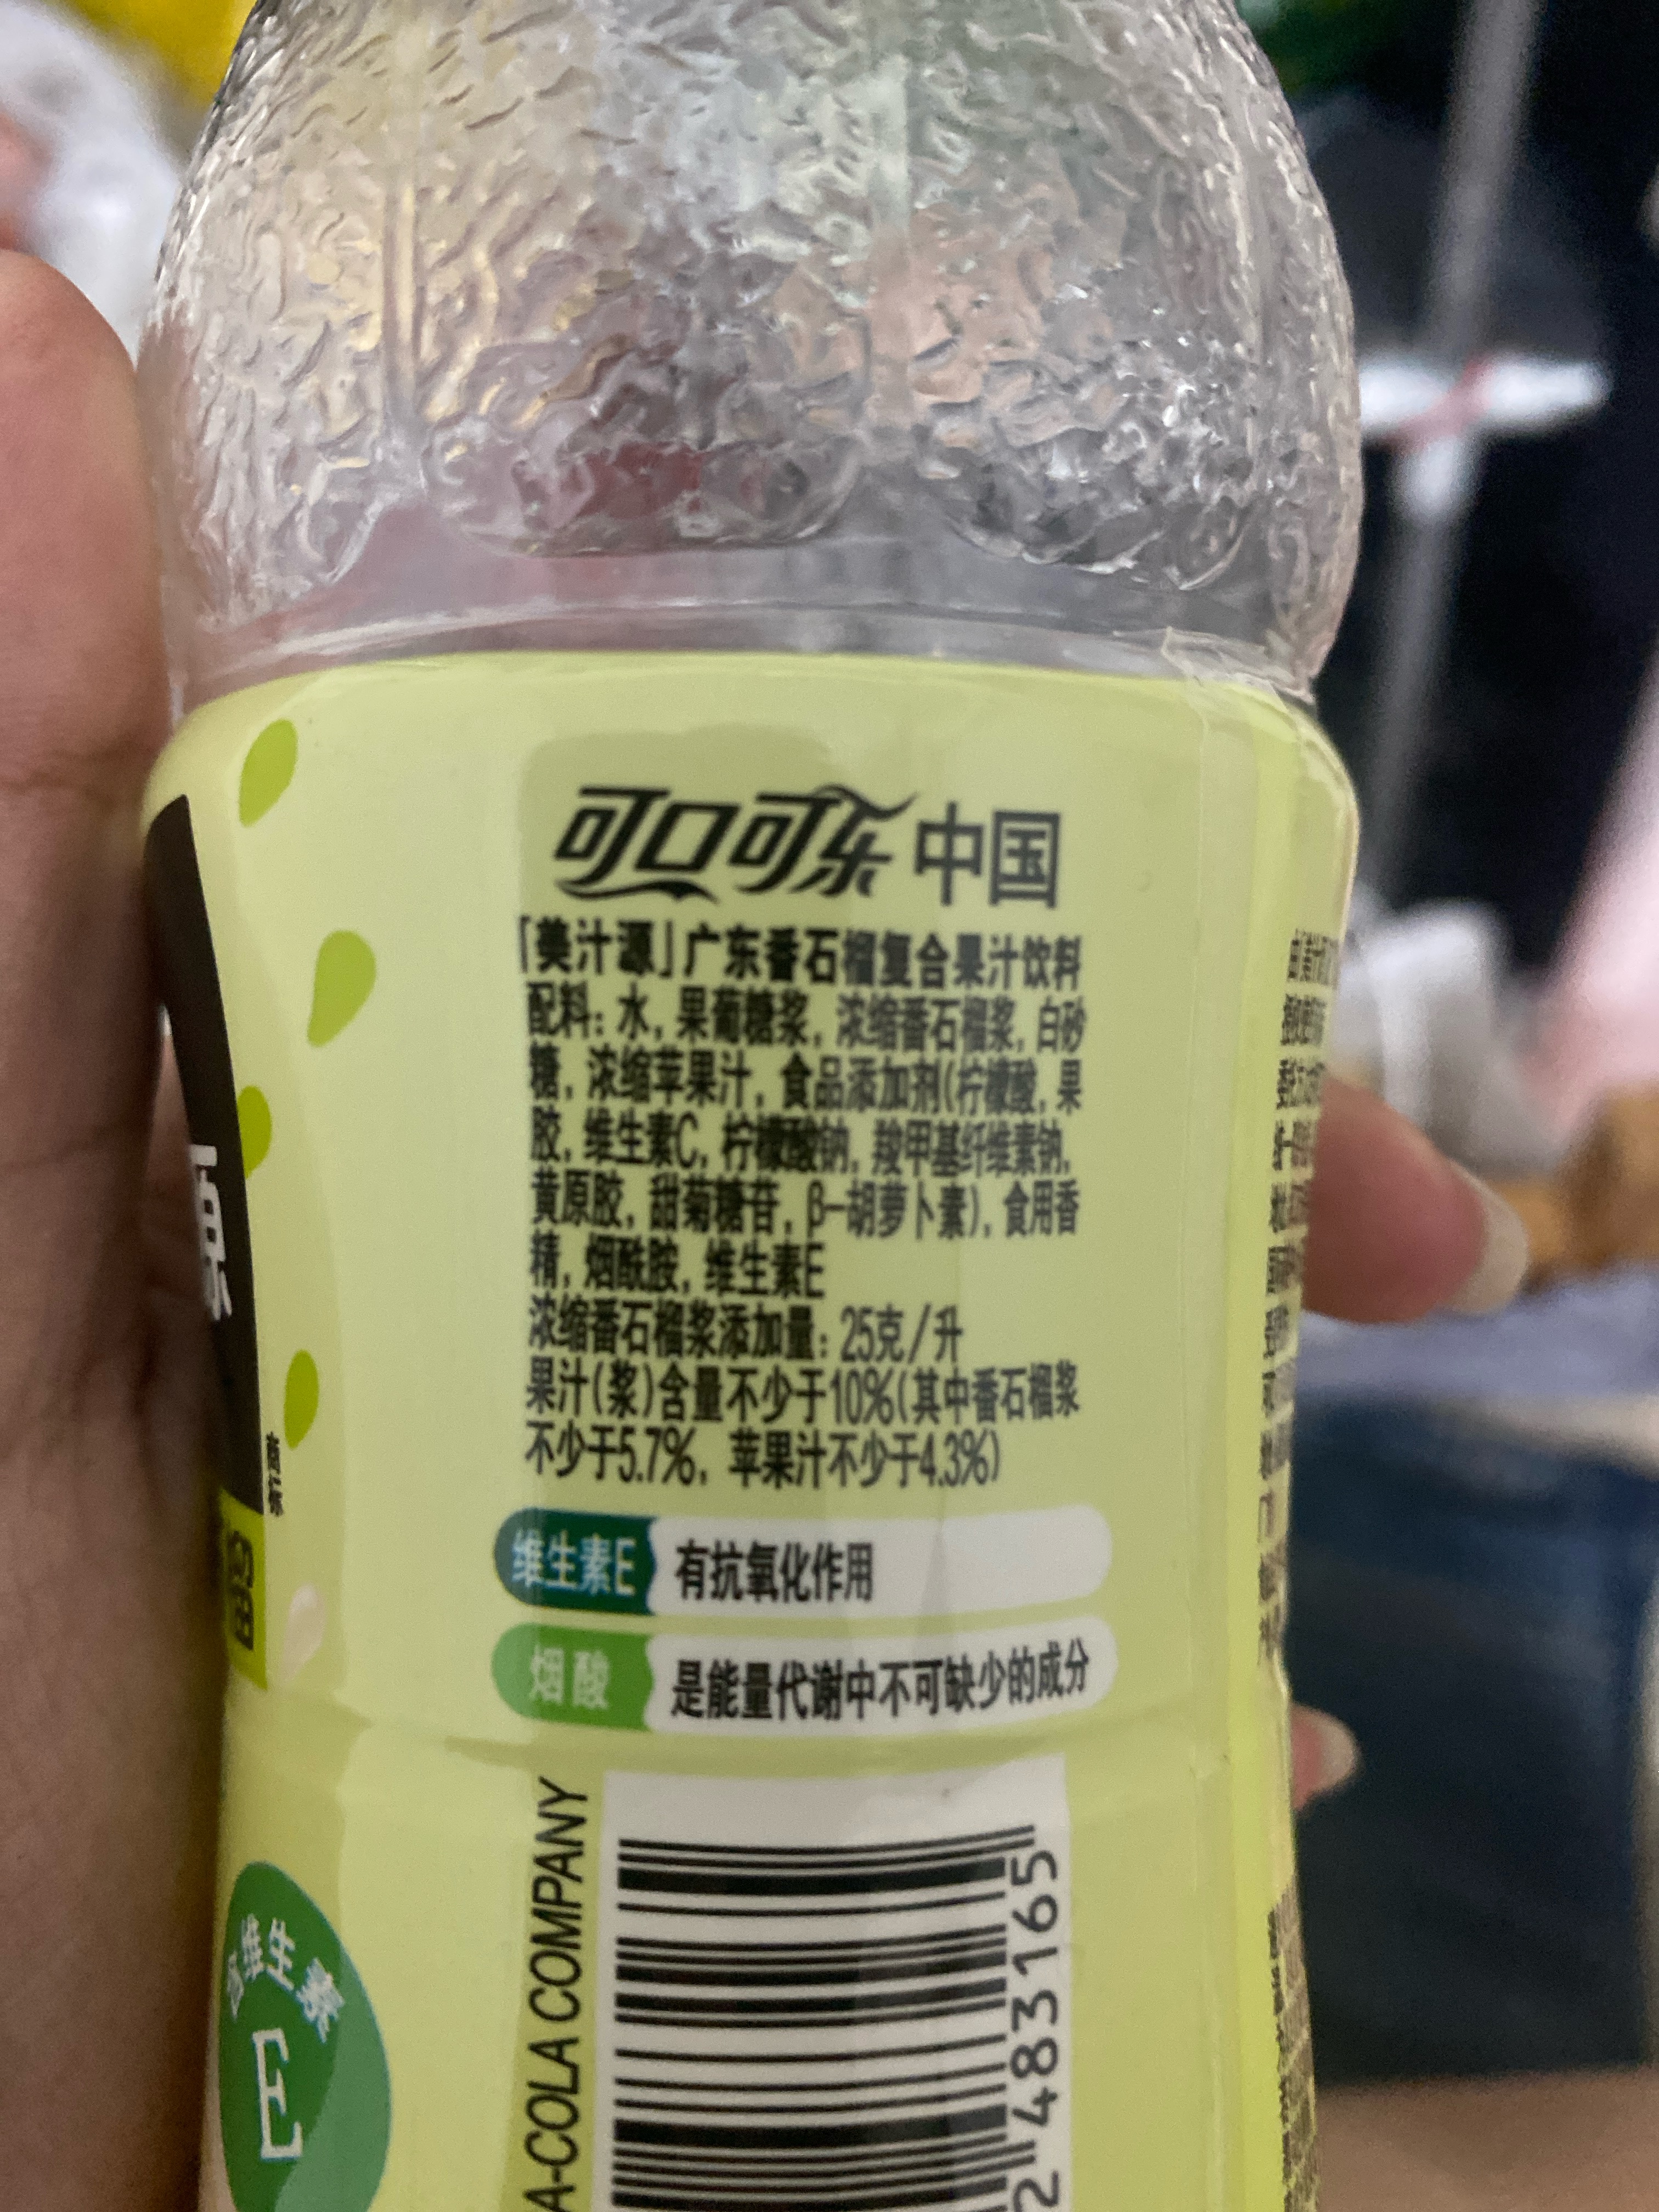 可口可乐中国
「美汁源」广东番石榴复合果汁饮料
配料：水，果葡糖浆，浓缩番石榴浆，白砂
糖，浓缩苹果汁，食品添加剂（柠檬酸，果
胶，维生素C，柠檬酸钠，羧甲基纤维素钠，
黄原胶，甜菊糖苷，β-胡萝卜素），食用香
精，烟酰胺，维生素E
浓缩番石榴浆添加量：25克/升
果汁（浆）含量不少于10%（其中番石榴浆
不少于5.7%，苹果汁不少于4.3%）
维生素E 有抗氧化作用
烟酸 是能量代谢中不可缺少的成分
A-COLA COMPANY
2 483165
源
商标
含维生素
E